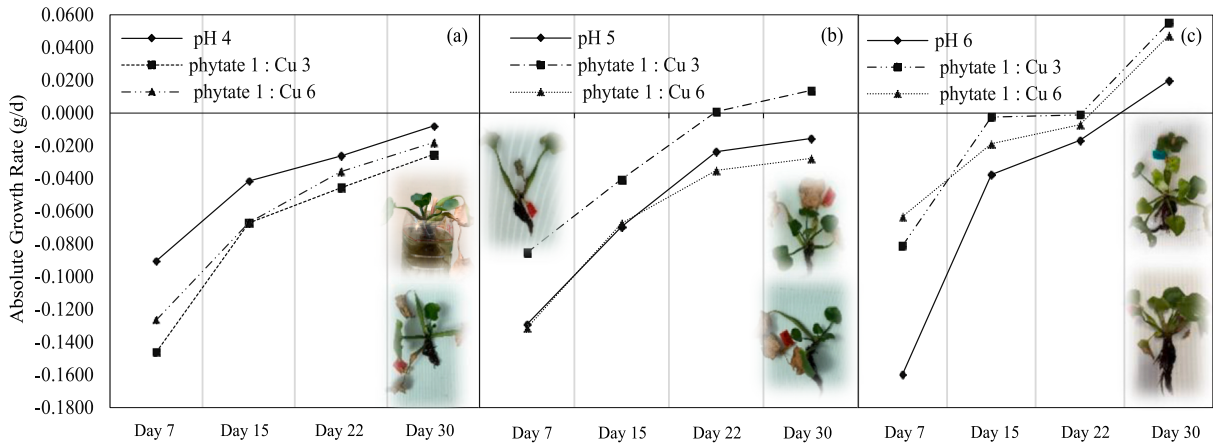 Absolute Growth Rate (g/d)
0.0600
0.0400
0.0200
0.0000
-0.0200
-0.0400
-0.0600
-0.0800
-0.1000
-0.1200
-0.1400
-0.1600
-0.1800
(a)
pH 4
phytate 1 : Cu 3
phytate 1 : Cu 6
Day 7 Day 15 Day 22 Day 30
(b)
pH 5
phytate 1 : Cu 3
phytate 1 : Cu 6
Day 7 Day 15 Day 22 Day 30
(c)
pH 6
phytate 1 : Cu 3
phytate 1 : Cu 6
Day 7 Day 15 Day 22 Day 30